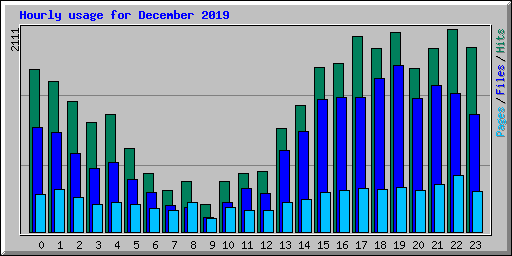 Hourly usage for December 2019
2111
Pages / Files / Hits
0 1 2 3 4 5 6 7 8 9 10 11 12 13 14 15 16 17 18 19 20 21 22 23